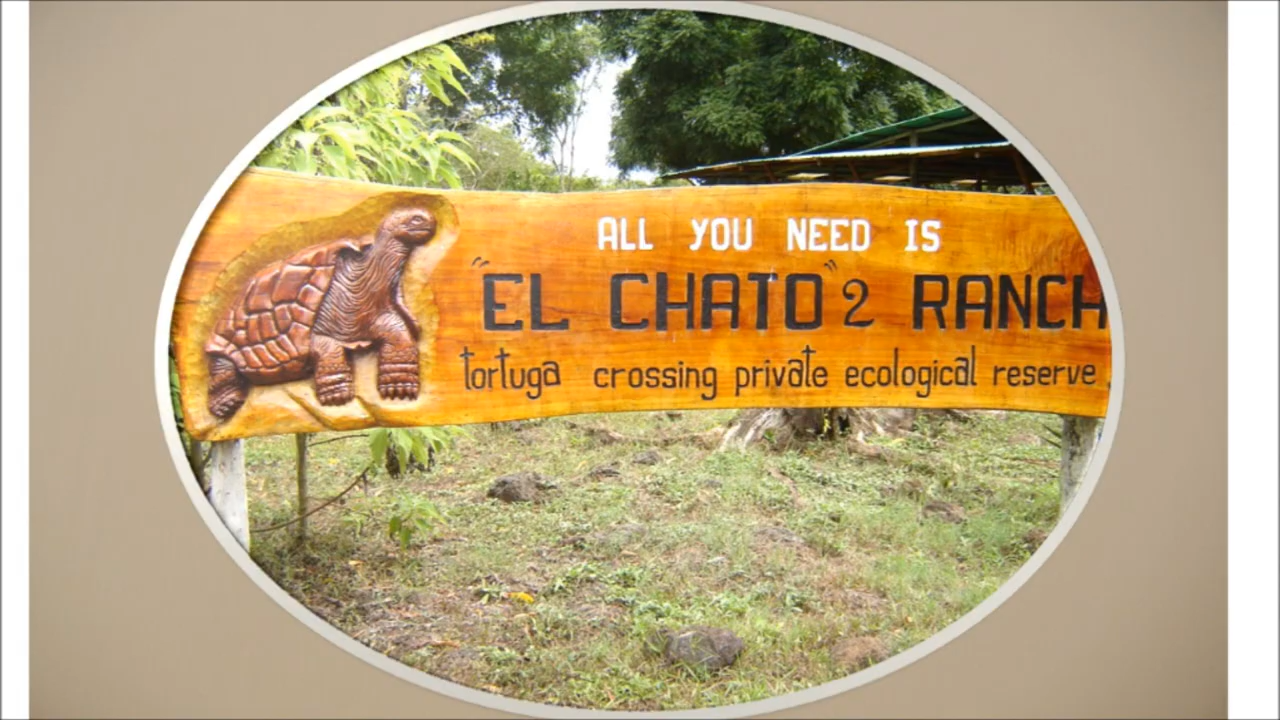 ALL YOU NEED IS
"EL CHATO" 2 RANCH
tortuga crossing private ecological reserve